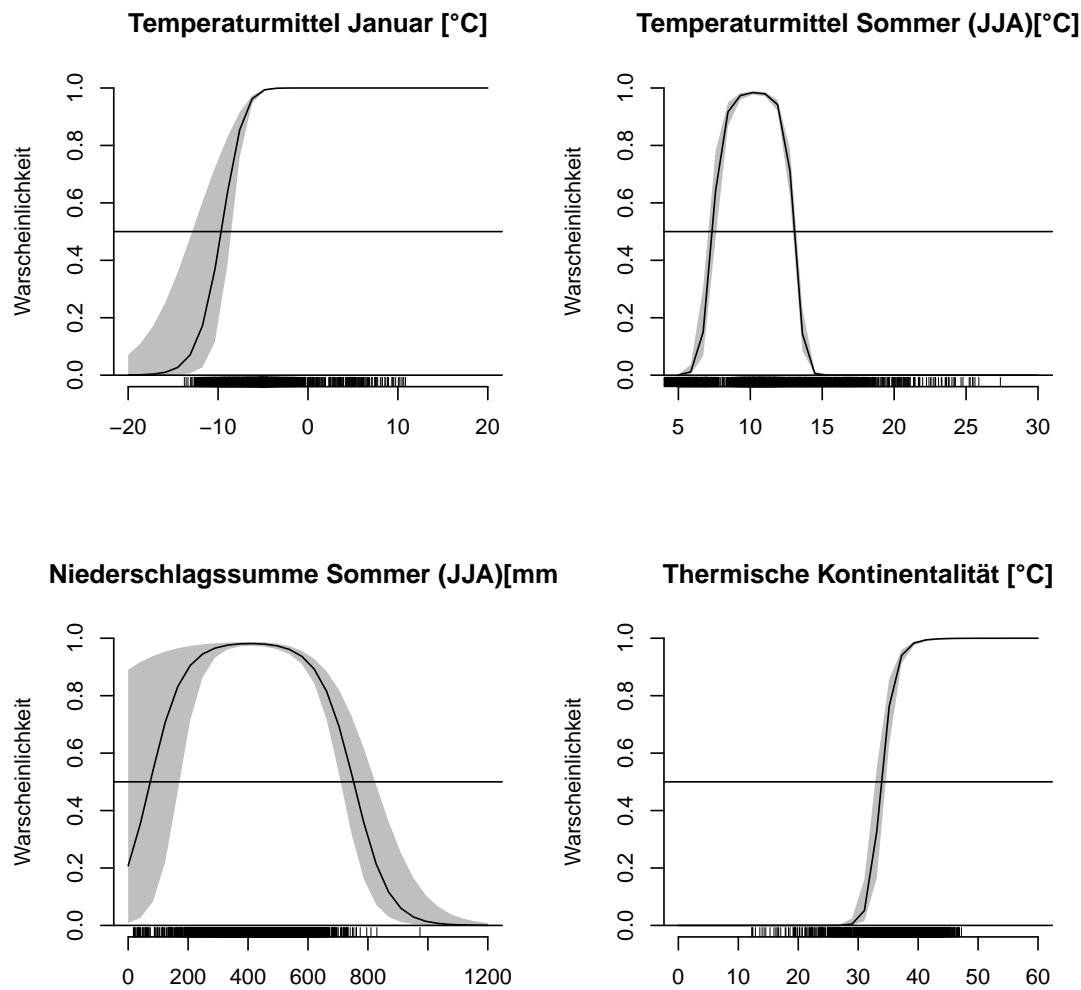 Temperaturmittel Januar [°C]
Warscheinlichkeit
0.0 0.2 0.4 0.6 0.8 1.0
−20 −10 0 10 20
Temperaturmittel Sommer (JJA)[°C]
Warscheinlichkeit
0.0 0.2 0.4 0.6 0.8 1.0
5 10 15 20 25 30
Niederschlagssumme Sommer (JJA)[mm
Warscheinlichkeit
0.0 0.2 0.4 0.6 0.8 1.0
0 200 400 600 800 1200
Thermische Kontinentalität [°C]
Warscheinlichkeit
0.0 0.2 0.4 0.6 0.8 1.0
0 10 20 30 40 50 60